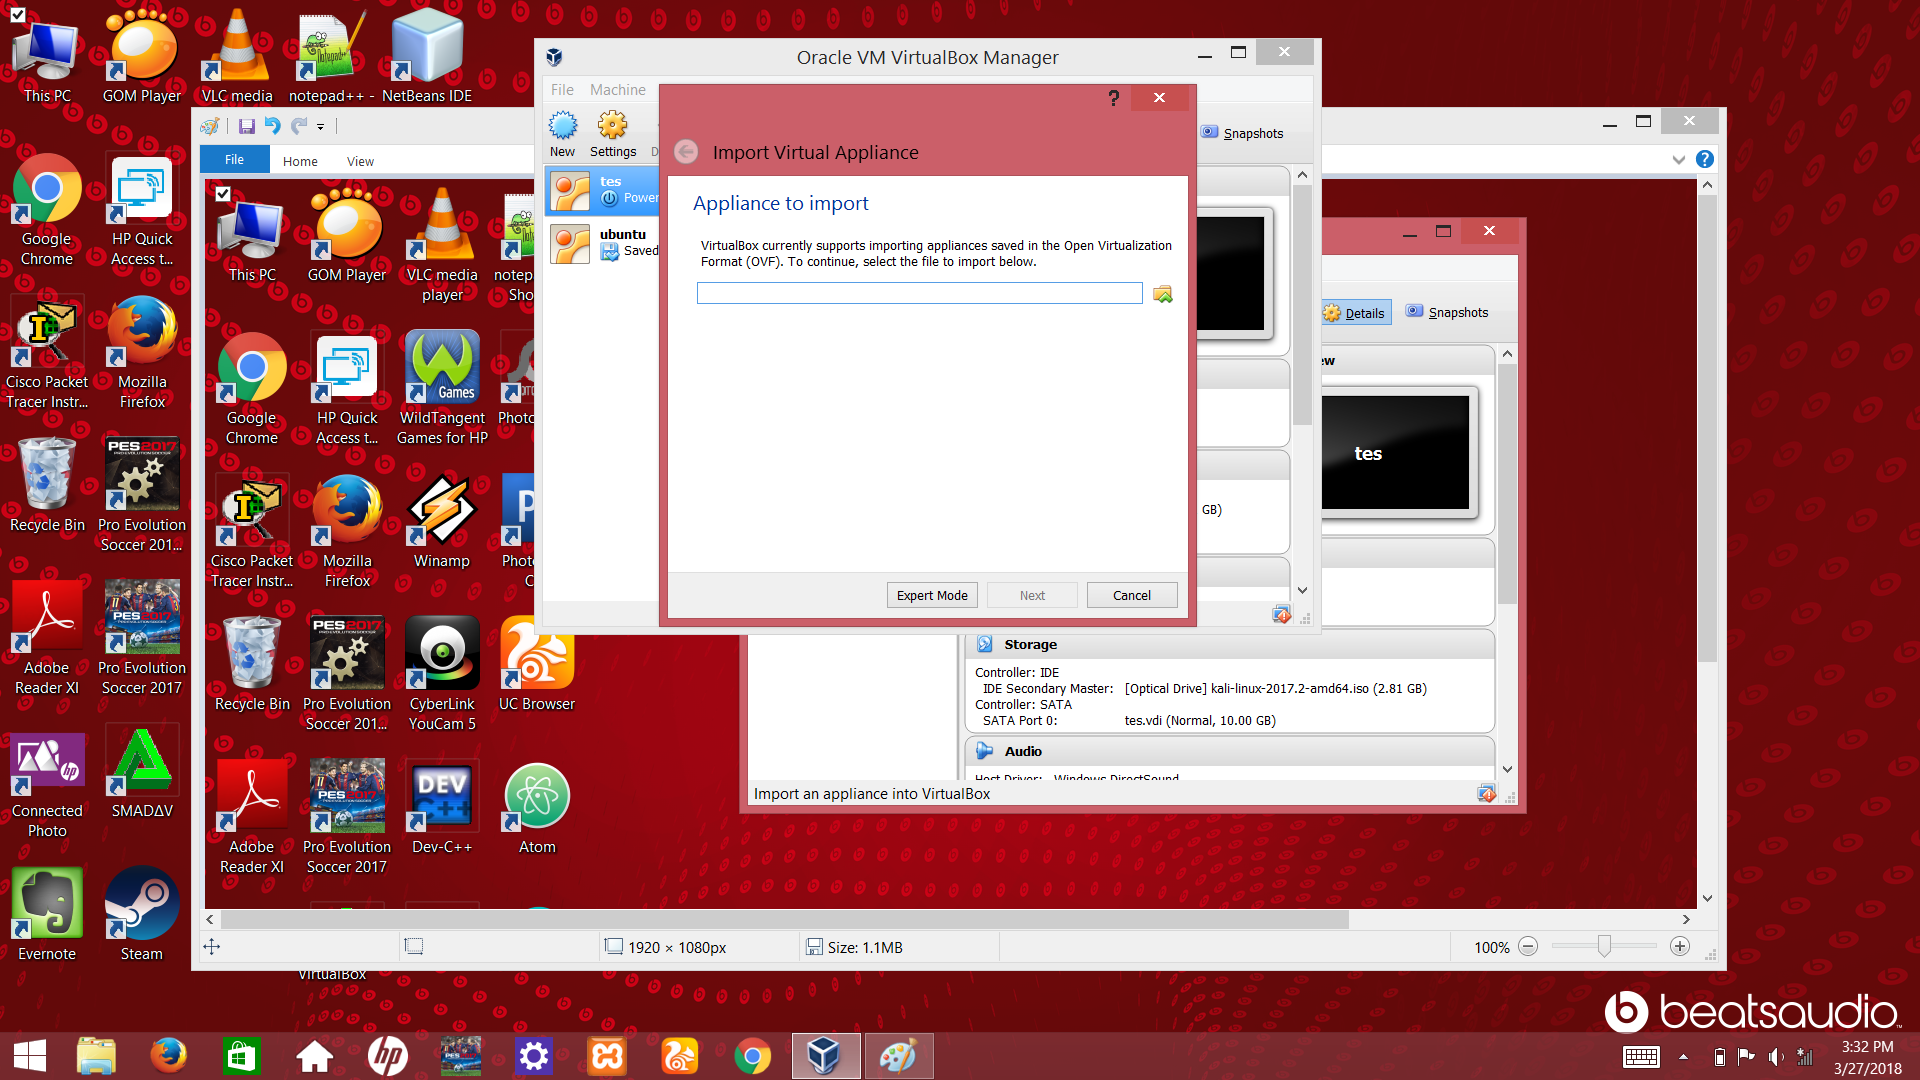 This PC
GOM Player
VLC media
notepad++ -
NetBeans IDE
Google
Chrome
HP Quick
Access t...
Cisco Packet
Tracer Instr...
Mozilla
Firefox
Recycle Bin
Pro Evolution
Soccer 201...
Adobe
Reader XI
Pro Evolution
Soccer 2017
Connected
Photo
SMADΔV
Evernote
Steam
File
Home
View
This PC
GOM Player
VLC media
player
notep
Sho
Google
Chrome
HP Quick
Access t...
WildTangent
Games for HP
Games
Photo
Cisco Packet
Tracer Instr...
Mozilla
Firefox
Winamp
Phot
C
Recycle Bin
PES2017
Pro Evolution
Soccer 201...
CyberLink
YouCam 5
UC Browser
Adobe
Reader XI
Pro Evolution
Soccer 2017
DEV
C++
Dev-C++
Atom
1920 × 1080px
Size: 1.1MB
100%
VirtualBox
Oracle VM VirtualBox Manager
File
Machine
New
Settings
D
Snapshots
tes
Power
ubuntu
Saved
GB)
?
Import Virtual Appliance
Appliance to import
VirtualBox currently supports importing appliances saved in the Open Virtualization
Format (OVF). To continue, select the file to import below.
Expert Mode
Next
Cancel
Details
Snapshots
ew
tes
Storage
Controller: IDE
IDE Secondary Master: [Optical Drive] kali-linux-2017.2-amd64.iso (2.81 GB)
Controller: SATA
SATA Port 0: tes.vdi (Normal, 10.00 GB)
Audio
Host Driver: Windows DirectSound
Import an appliance into VirtualBox
beatsaudio
3:32 PM
3/27/2018